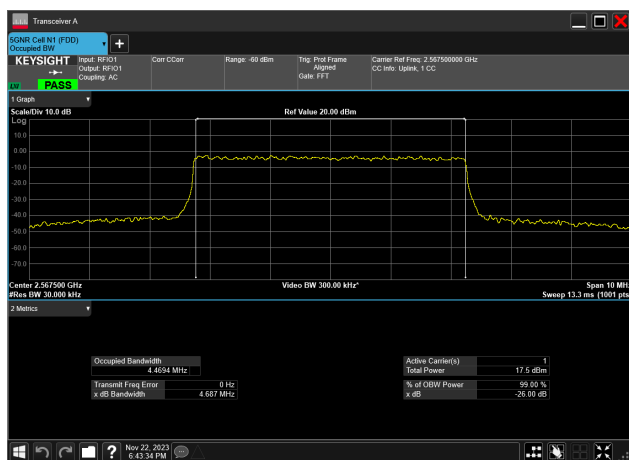 Transceiver A
5GNR Cell N1 (FDD)
Occupied BW
KEYSIGHT
PASS
Input: RFIO1
Output: RFIO1
Coupling: AC
Corr CCorr
Range: -60 dBm
Trig: Prot Frame
Aligned
Gate: FFT
Carrier Ref Freq: 2.567500000 GHz
CC Info: Uplink, 1 CC
1 Graph
Scale/Div 10.0 dB
Ref Value 20.00 dBm
Log
10.0
0.00
-10.0
-20.0
-30.0
-40.0
-50.0
-60.0
-70.0
Center 2.567500 GHz
Video BW 300.00 kHz*
Span 10 MHz
#Res BW 30.000 kHz
Sweep 13.3 ms (1001 pts
2 Metrics
Occupied Bandwidth
4.4694 MHz
Transmit Freq Error 0 Hz
x dB Bandwidth 4.687 MHz
Active Carrier(s) 1
Total Power 17.5 dBm
% of OBW Power 99.00 %
x dB -26.00 dB
Nov 22, 2023
6:43:34 PM